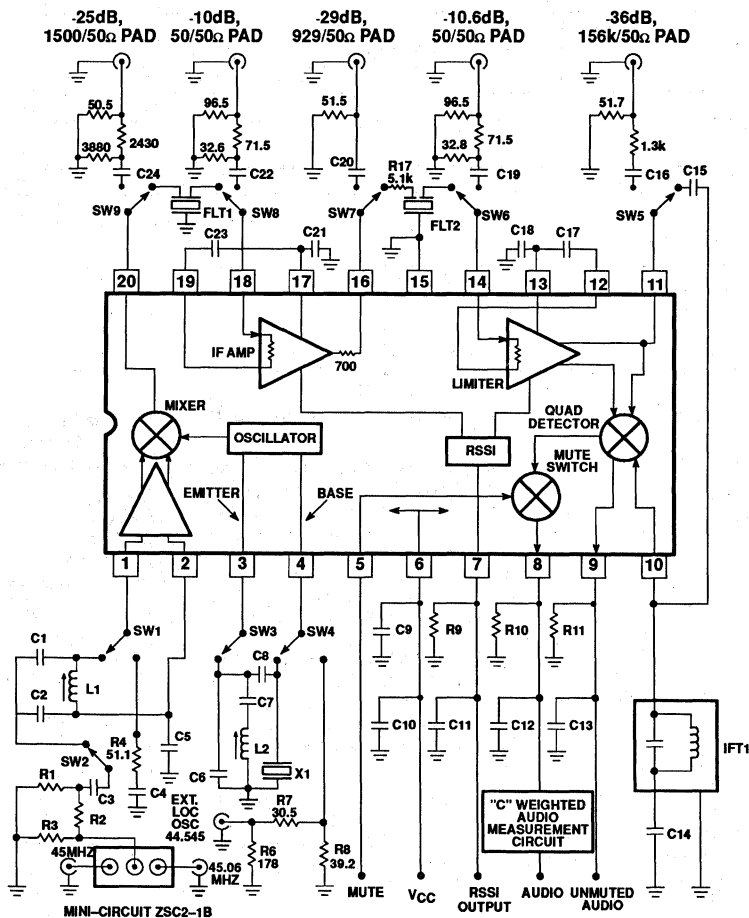 -25dB,
1500/50Ω PAD
-10dB,
50/50Ω PAD
-29dB,
929/50Ω PAD
-10.6dB,
50/50Ω PAD
-36dB,
156k/50Ω PAD
50.5
2430
3880
C24
96.5
71.5
32.6
C22
51.5
C20
96.5
71.5
32.8
C19
51.7
1.3k
C16
C15
SW9
FLT1
SW8
SW7
R17
5.1k
FLT2
SW6
SW5
C23
C21
C18
C17
20
19
18
17
16
15
14
13
12
11
IF AMP
700
LIMITER
MIXER
OSCILLATOR
RSSI
QUAD
DETECTOR
MUTE
SWITCH
EMITTER
BASE
1
2
3
4
5
6
7
8
9
10
SW1
C1
L1
C2
SW2
R4
51.1
C5
C3
C4
R1
R2
R3
45MHZ
45.06
MHZ
MINI-CIRCUIT ZSC2-1B
SW3
SW4
C8
C7
L2
C6
X1
EXT.
LOC
OSC
44.545
R7
30.5
R6
178
R8
39.2
C9
R9
R10
R11
C10
C11
C12
C13
"C" WEIGHTED
AUDIO
MEASUREMENT
CIRCUIT
IFT1
C14
MUTE
VCC
RSSI
OUTPUT
AUDIO
UNMUTED
AUDIO